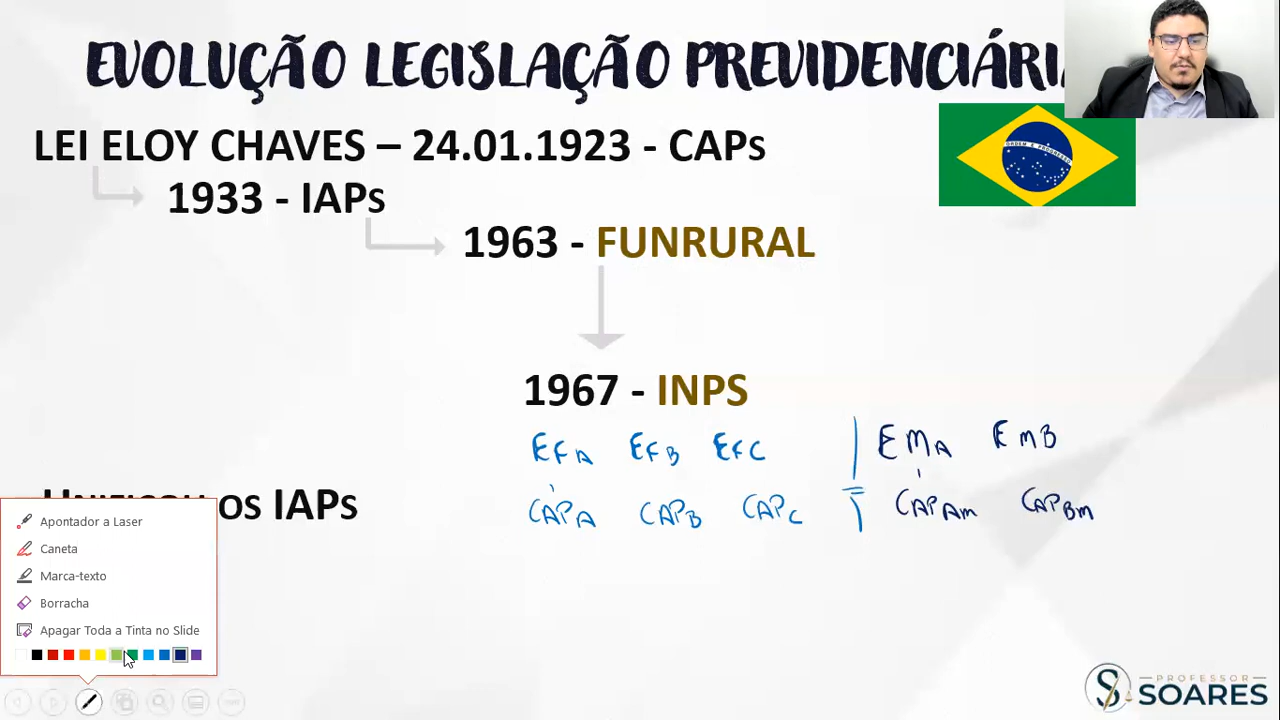 EVOLUÇÃO LEGISLAÇÃO PREVIDENCIÁRI
LEI ELOY CHAVES – 24.01.1923 - CAPs
1933 - IAPs
1963 - FUNRURAL
1967 - INPS
EFA EFB EFC EMA EMB
CAPA CAPB CAPC CAPAM CAPBM
OS IAPs
Apontador a Laser
Caneta
Marca-texto
Borracha
Apagar Toda a Tinta no Slide
PROFESSOR
SOARES